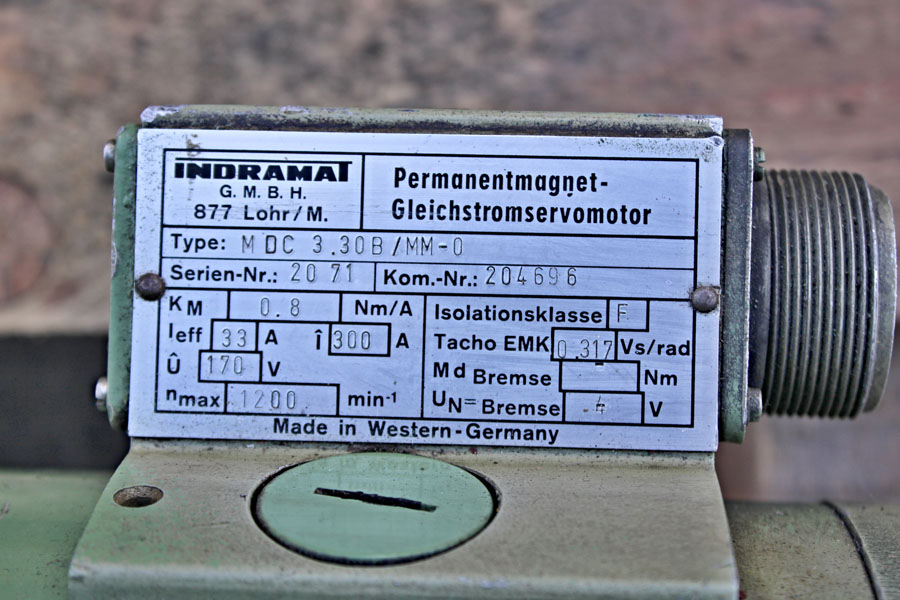 INDRAMAT
G.M.B.H.
877 Lohr/M.
Permanentmagnet-
Gleichstromservomotor
Type: MDC 3.30B/MM-0
Serien-Nr.: 2071 Kom.-Nr.: 204696
KM 0.8 Nm/A
Ieff 33 A î 300 A
Û 170 V
nmax 1200 min-1
Isolationsklasse F
Tacho EMK 0.317 Vs/rad
Md Bremse - Nm
UN= Bremse V
Made in Western-Germany